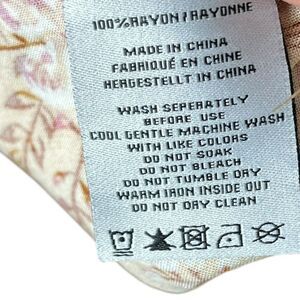 100%RAYON/RAYONNE
MADE IN CHINA
FABRIQUÉ EN CHINE
HERGESTELLT IN CHINA
WASH SEPERATELY
BEFORE USE
COOL GENTLE MACHINE WASH
WITH LIKE COLORS
DO NOT SOAK
DO NOT BLEACH
DO NOT TUMBLE DRY
WARM IRON INSIDE OUT
DO NOT DRY CLEAN